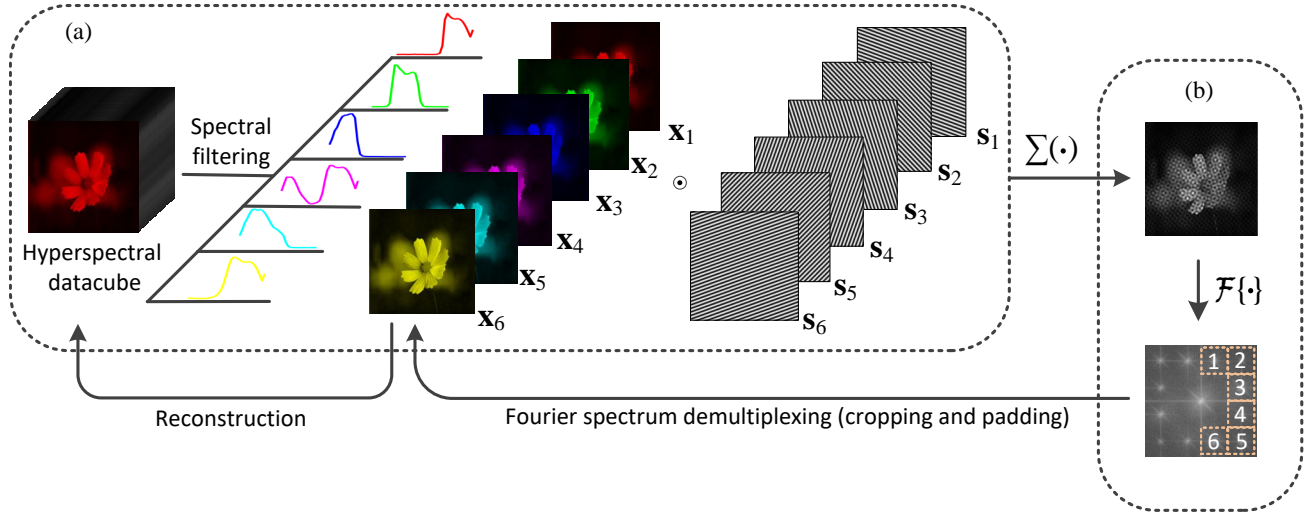 (a)
Spectral
filtering
Hyperspectral
datacube
x₁
x₂
x₃
x₄
x₅
x₆
⊙
s₁
s₂
s₃
s₄
s₅
s₆
∑(·)
(b)
ℱ{·}
1 2
3
4
6 5
Reconstruction
Fourier spectrum demultiplexing (cropping and padding)